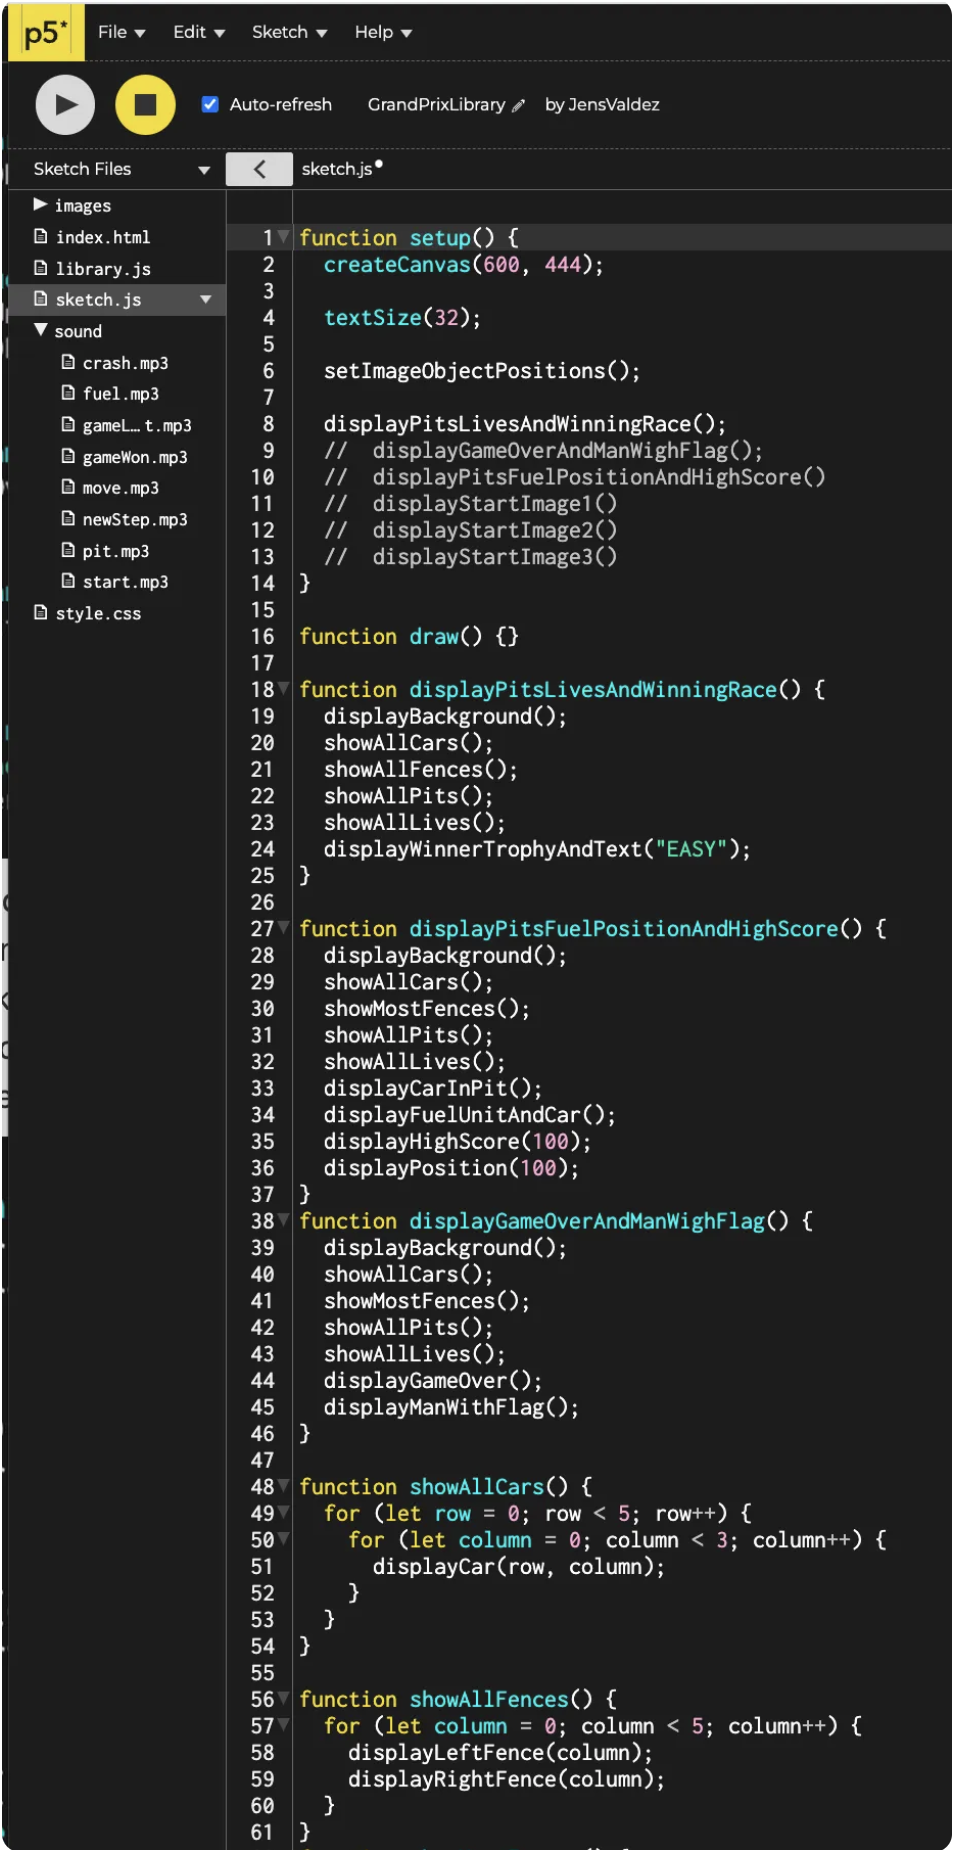 p5* File Edit Sketch Help
Auto-refresh GrandPrixLibrary by JensValdez
Sketch Files
images
index.html
library.js
sketch.js
sound
crash.mp3
fuel.mp3
gameL… t.mp3
gameWon.mp3
move.mp3
newStep.mp3
pit.mp3
start.mp3
style.css
< sketch.js
1 function setup() {
2 createCanvas(600, 444);
3
4 textSize(32);
5
6 setImageObjectPositions();
7
8 displayPitsLivesAndWinningRace();
9 // displayGameOverAndManWighFlag();
10 // displayPitsFuelPositionAndHighScore()
11 // displayStartImage1()
12 // displayStartImage2()
13 // displayStartImage3()
14 }
15
16 function draw() {}
17
18 function displayPitsLivesAndWinningRace() {
19 displayBackground();
20 showAllCars();
21 showAllFences();
22 showAllPits();
23 showAllLives();
24 displayWinnerTrophyAndText("EASY");
25 }
26
27 function displayPitsFuelPositionAndHighScore() {
28 displayBackground();
29 showAllCars();
30 showMostFences();
31 showAllPits();
32 showAllLives();
33 displayCarInPit();
34 displayFuelUnitAndCar();
35 displayHighScore(100);
36 displayPosition(100);
37 }
38 function displayGameOverAndManWighFlag() {
39 displayBackground();
40 showAllCars();
41 showMostFences();
42 showAllPits();
43 showAllLives();
44 displayGameOver();
45 displayManWithFlag();
46 }
47
48 function showAllCars() {
49 for (let row = 0; row < 5; row++) {
50 for (let column = 0; column < 3; column++) {
51 displayCar(row, column);
52 }
53 }
54 }
55
56 function showAllFences() {
57 for (let column = 0; column < 5; column++) {
58 displayLeftFence(column);
59 displayRightFence(column);
60 }
61 }